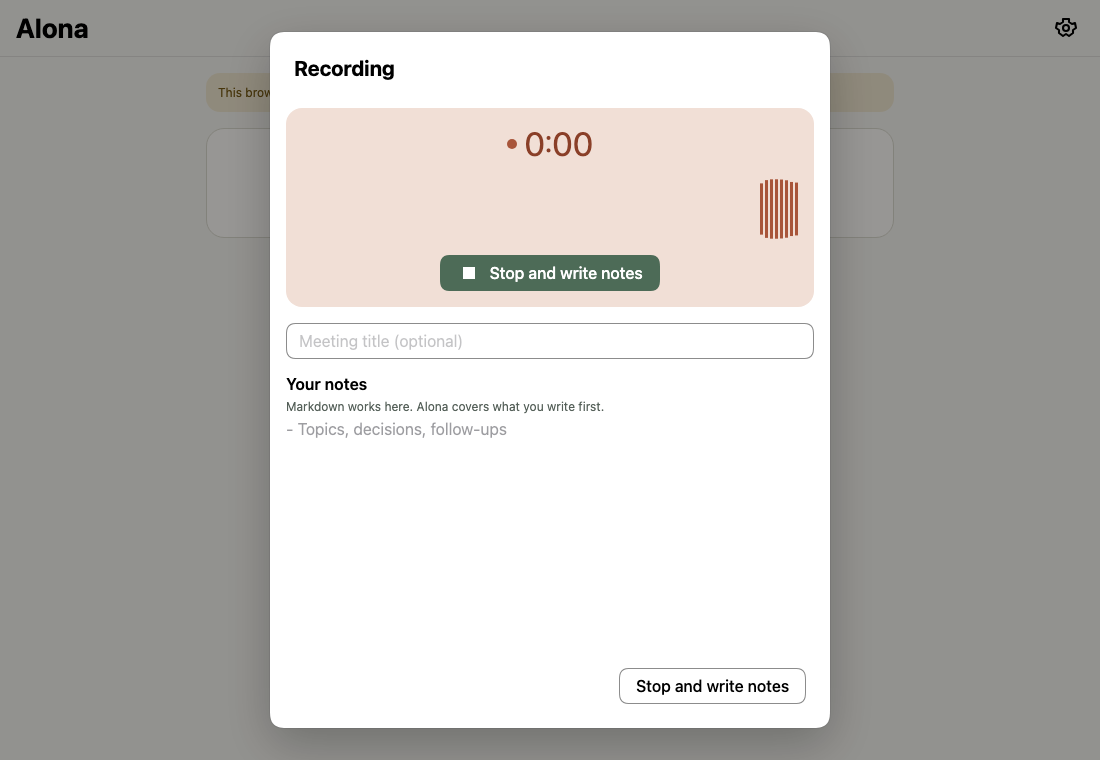 Alona
This brow
Recording
0:00
Stop and write notes
Meeting title (optional)
Your notes
Markdown works here. Alona covers what you write first.
- Topics, decisions, follow-ups
Stop and write notes